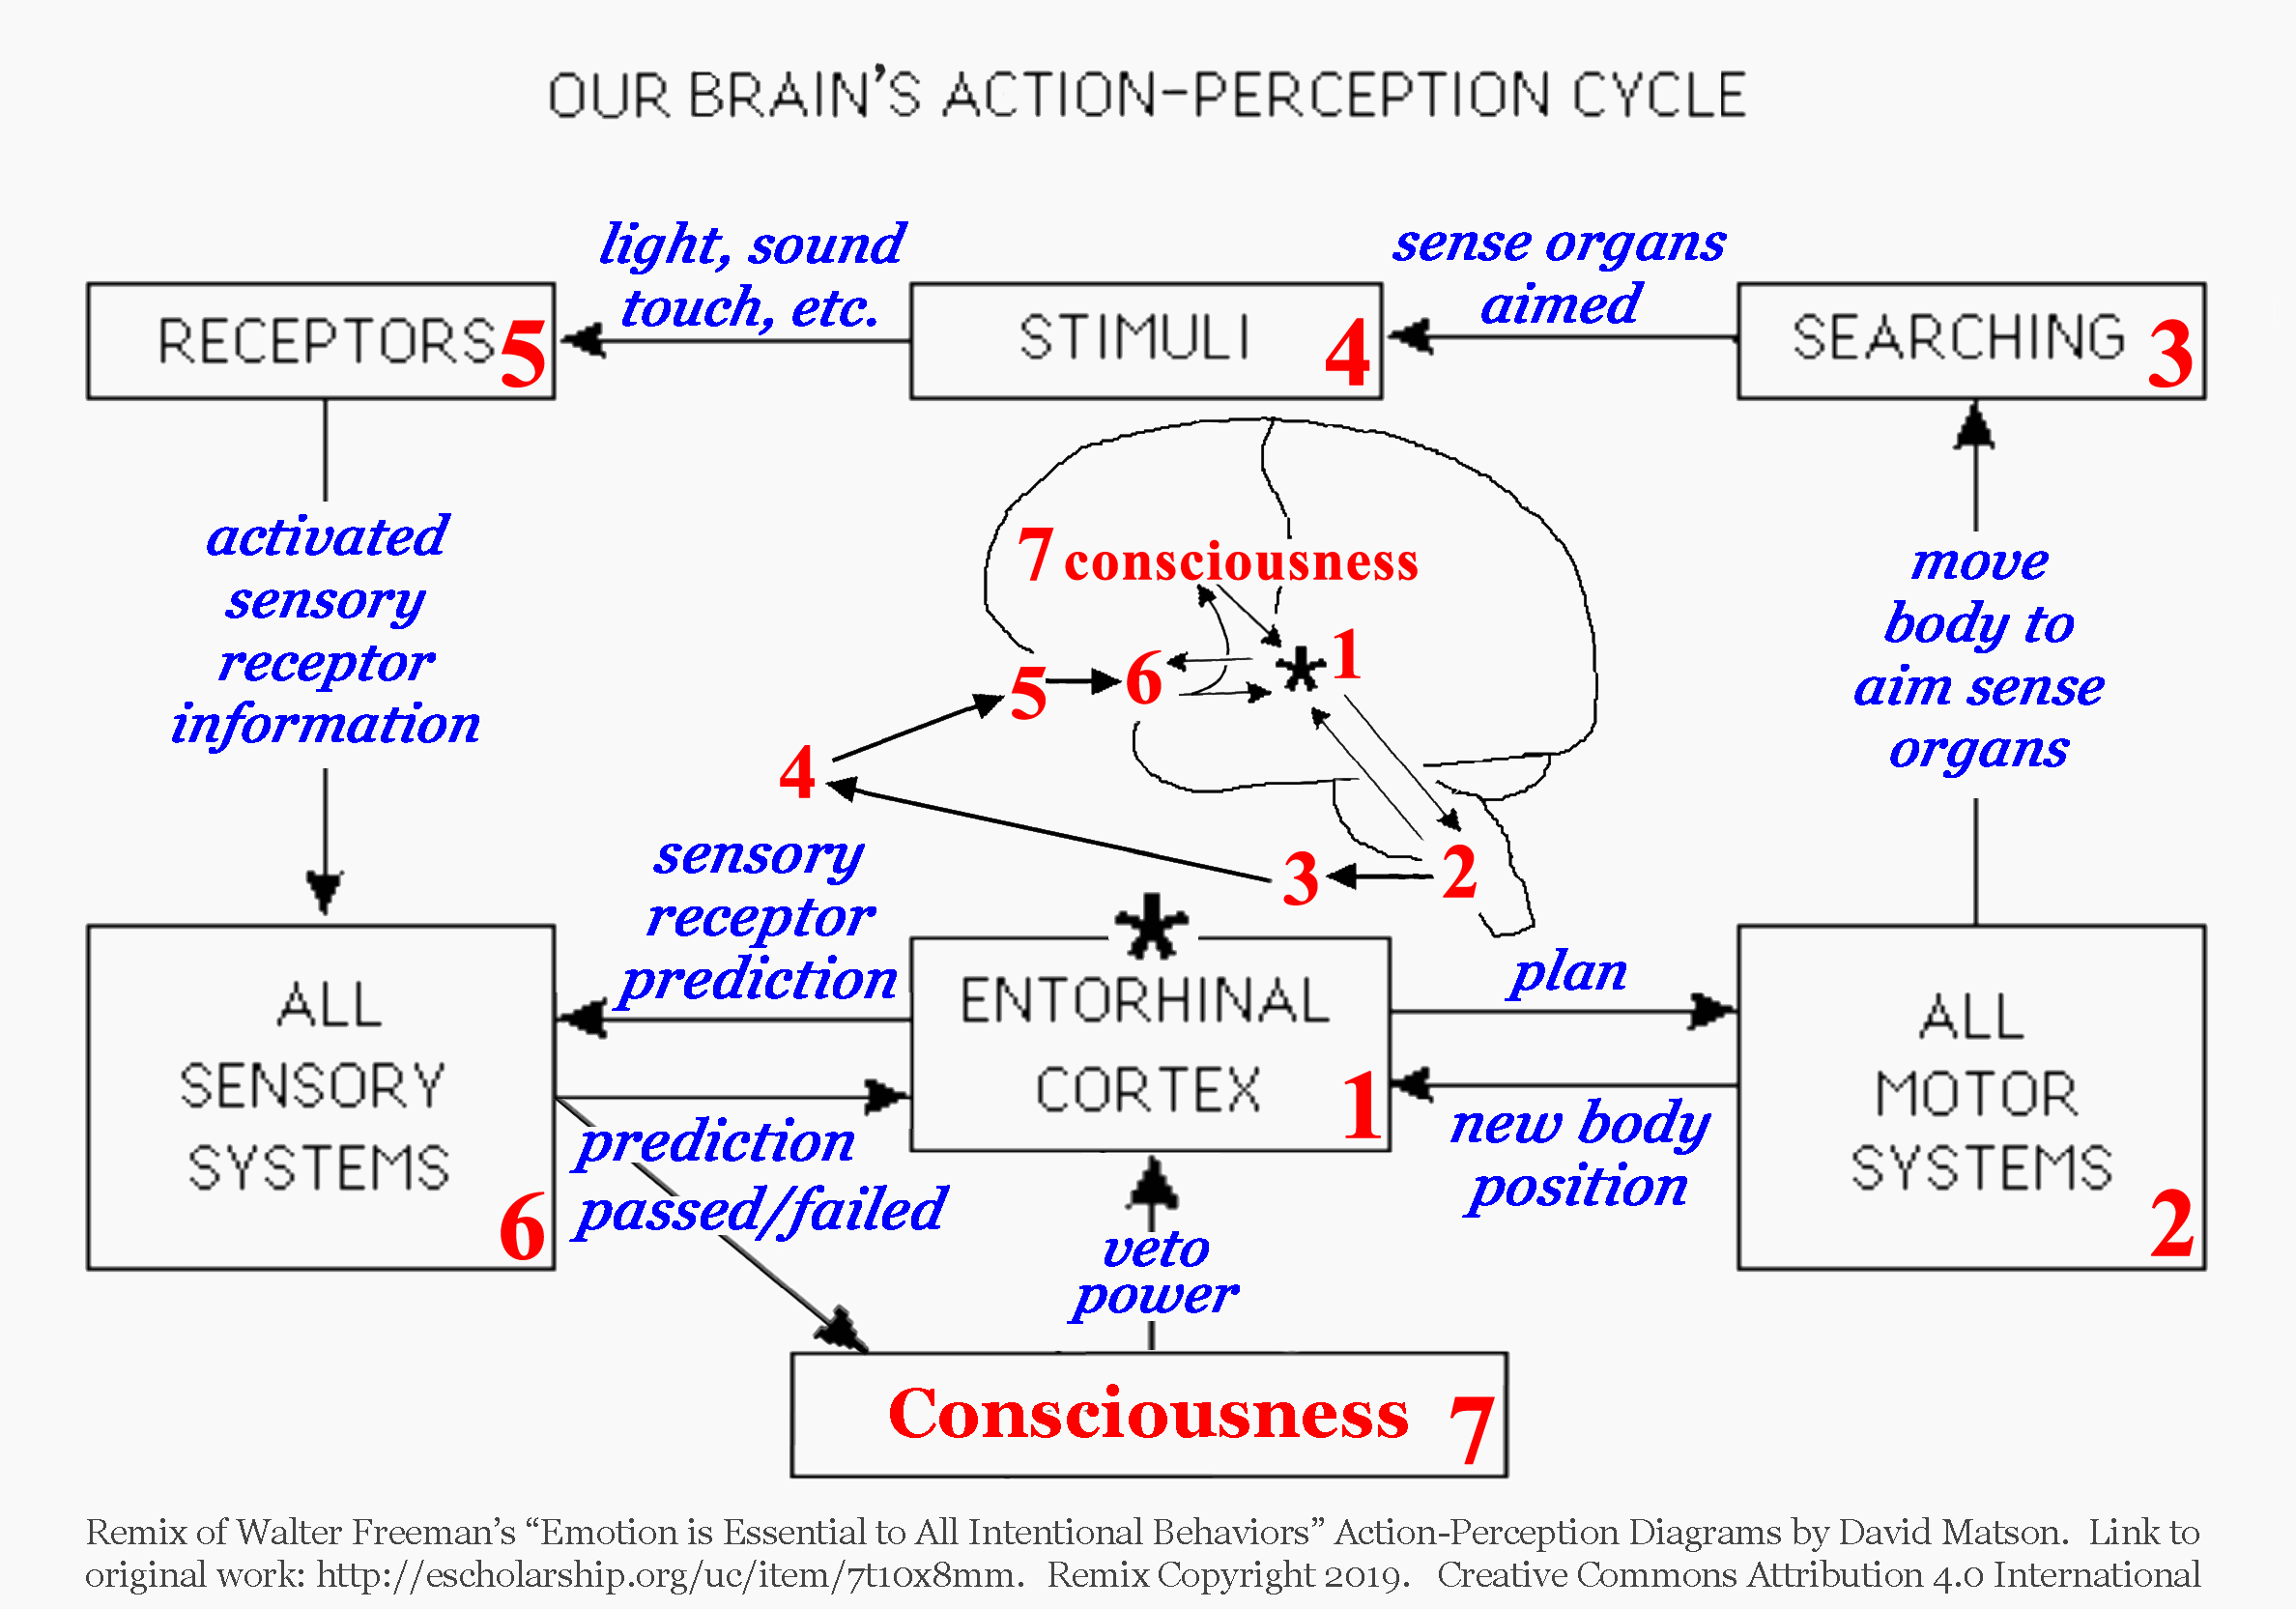 OUR BRAIN'S ACTION-PERCEPTION CYCLE
light, sound
touch, etc.
sense organs
aimed
RECEPTORS 5
STIMULI 4
SEARCHING 3
activated
sensory
receptor
information
7 consciousness
5
6
* 1
4
3
2
move
body to
aim sense
organs
sensory
receptor
prediction
ALL
SENSORY
SYSTEMS
6
*
ENTORHINAL
CORTEX
1
plan
new body
position
ALL
MOTOR
SYSTEMS
2
prediction
passed/failed
veto
power
Consciousness 7
Remix of Walter Freeman's “Emotion is Essential to All Intentional Behaviors” Action-Perception Diagrams by David Matson. Link to
original work: http://escholarship.org/uc/item/7t10x8mm. Remix Copyright 2019. Creative Commons Attribution 4.0 International